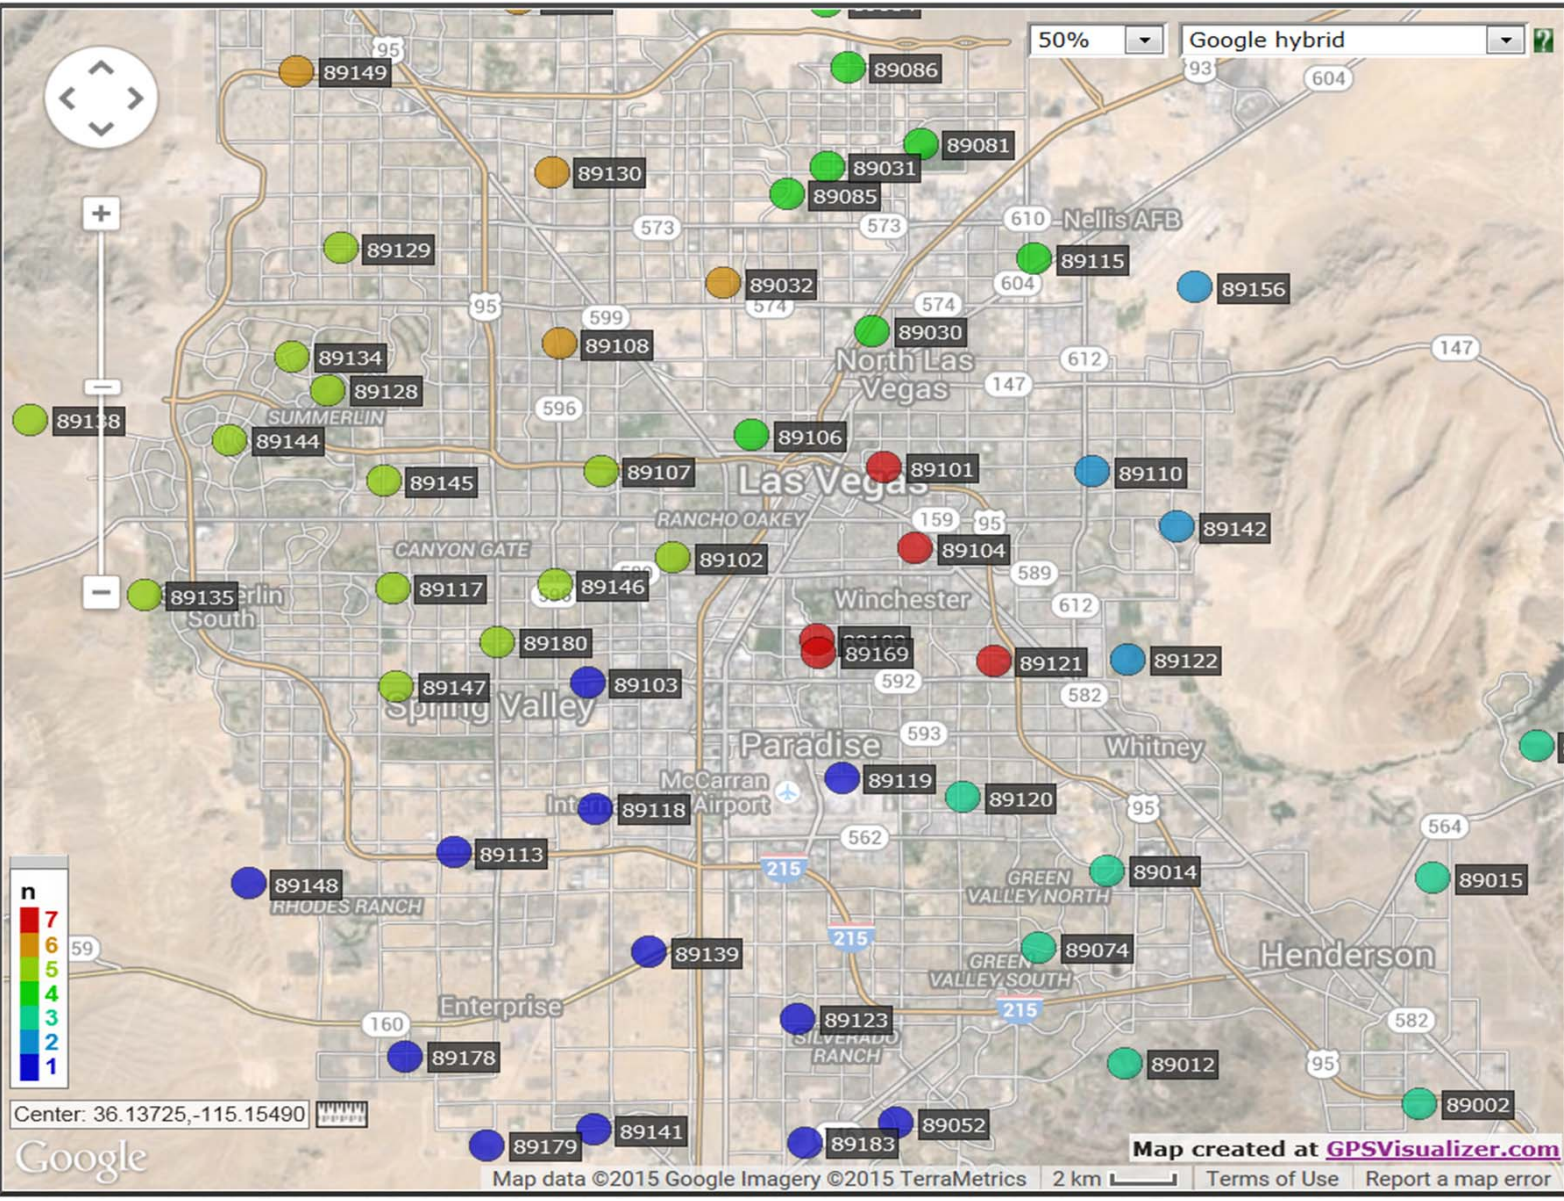 50%
Google hybrid
?
95
89149
89086
93
604
89081
89130
89031
89085
573
573
610
Nellis AFB
89129
89115
89032
604
89156
574
574
95
599
89030
89108
North Las
Vegas
89134
612
147
147
89128
596
SUMMERLIN
89138
89144
89106
89107
89101
89110
89145
Las Vegas
RANCHO OAKEY
159
95
89142
CANYON GATE
89102
89104
589
89117
89146
89135
South
Winchester
612
89180
89169
89121
89122
89147
89103
592
582
Spring Valley
593
Paradise
Whitney
McCarran
Airport
89119
89118
89120
95
562
564
89113
215
89014
89015
89148
GREEN
VALLEY NORTH
RHODES RANCH
n
7
6
5
4
3
2
1
59
215
89139
89074
Henderson
GREEN
VALLEY SOUTH
Enterprise
215
160
89123
582
SILVERADO
RANCH
89178
89012
95
89002
Center: 36.13725,-115.15490
89179
89141
89183
89052
Google
Map created at GPSVisualizer.com
Map data ©2015 Google Imagery ©2015 TerraMetrics
2 km
Terms of Use
Report a map error